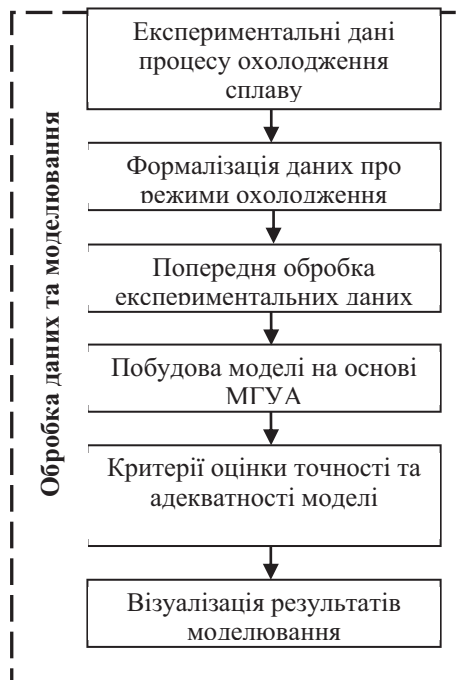 Обробка даних та моделювання
Експериментальні дані
процесу охолодження
сплаву
Формалізація даних про
режими охолодження
Попередня обробка
експериментальних даних
Побудова моделі на основі
МГУА
Критерії оцінки точності та
адекватності моделі
Візуалізація результатів
моделювання